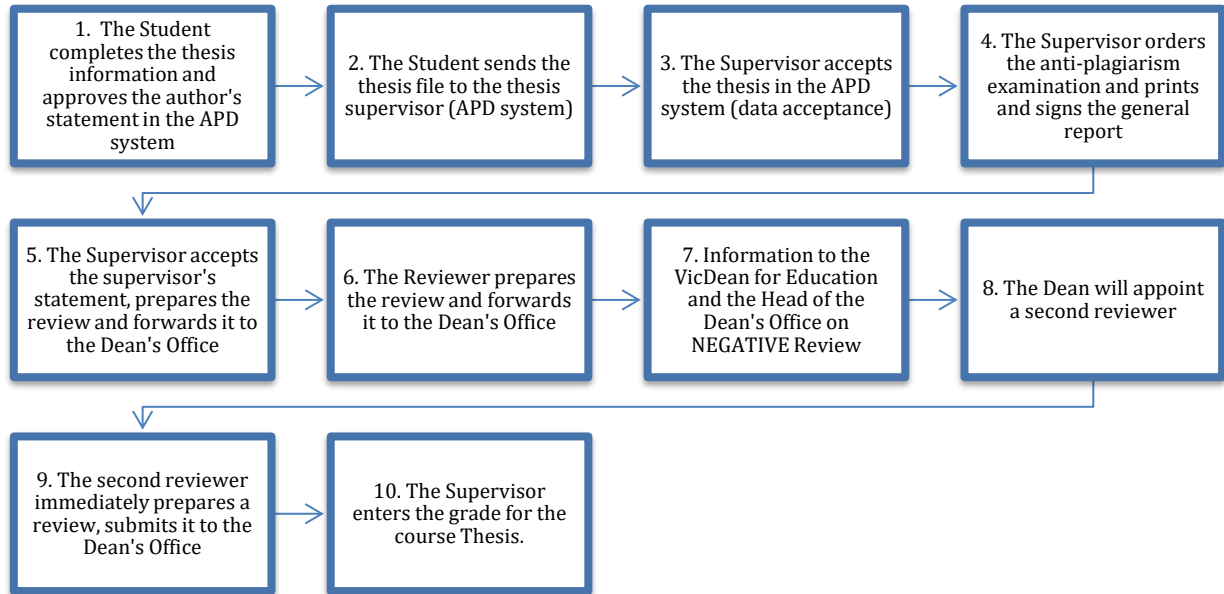 1.  The Student
completes the thesis
information and
approves the author's
statement in the APD
system
2. The Student sends the
thesis file to the thesis
supervisor (APD system)
3. The Supervisor accepts
the thesis in the APD
system (data acceptance)
4. The Supervisor orders
the anti-plagiarism
examination and prints
and signs the general
report
5. The Supervisor accepts
the supervisor's
statement, prepares the
review and forwards it to
the Dean's Office
6. The Reviewer prepares
the review and forwards
it to the Dean's Office
7. Information to the
VicDean for Education
and the Head of the
Dean's Office on
NEGATIVE Review
8. The Dean will appoint
a second reviewer
9. The second reviewer
immediately prepares a
review, submits it to the
Dean's Office
10. The Supervisor
enters the grade for the
course Thesis.